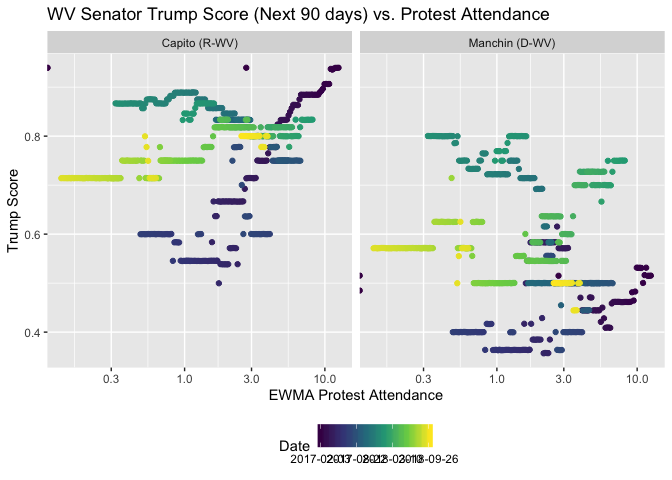 WV Senator Trump Score (Next 90 days) vs. Protest Attendance
Capito (R-WV) Manchin (D-WV)
Trump Score
0.8
0.6
0.4
0.3 1.0 3.0 10.0 0.3 1.0 3.0 10.0
EWMA Protest Attendance
Date
2017-02-03 2018-09-26